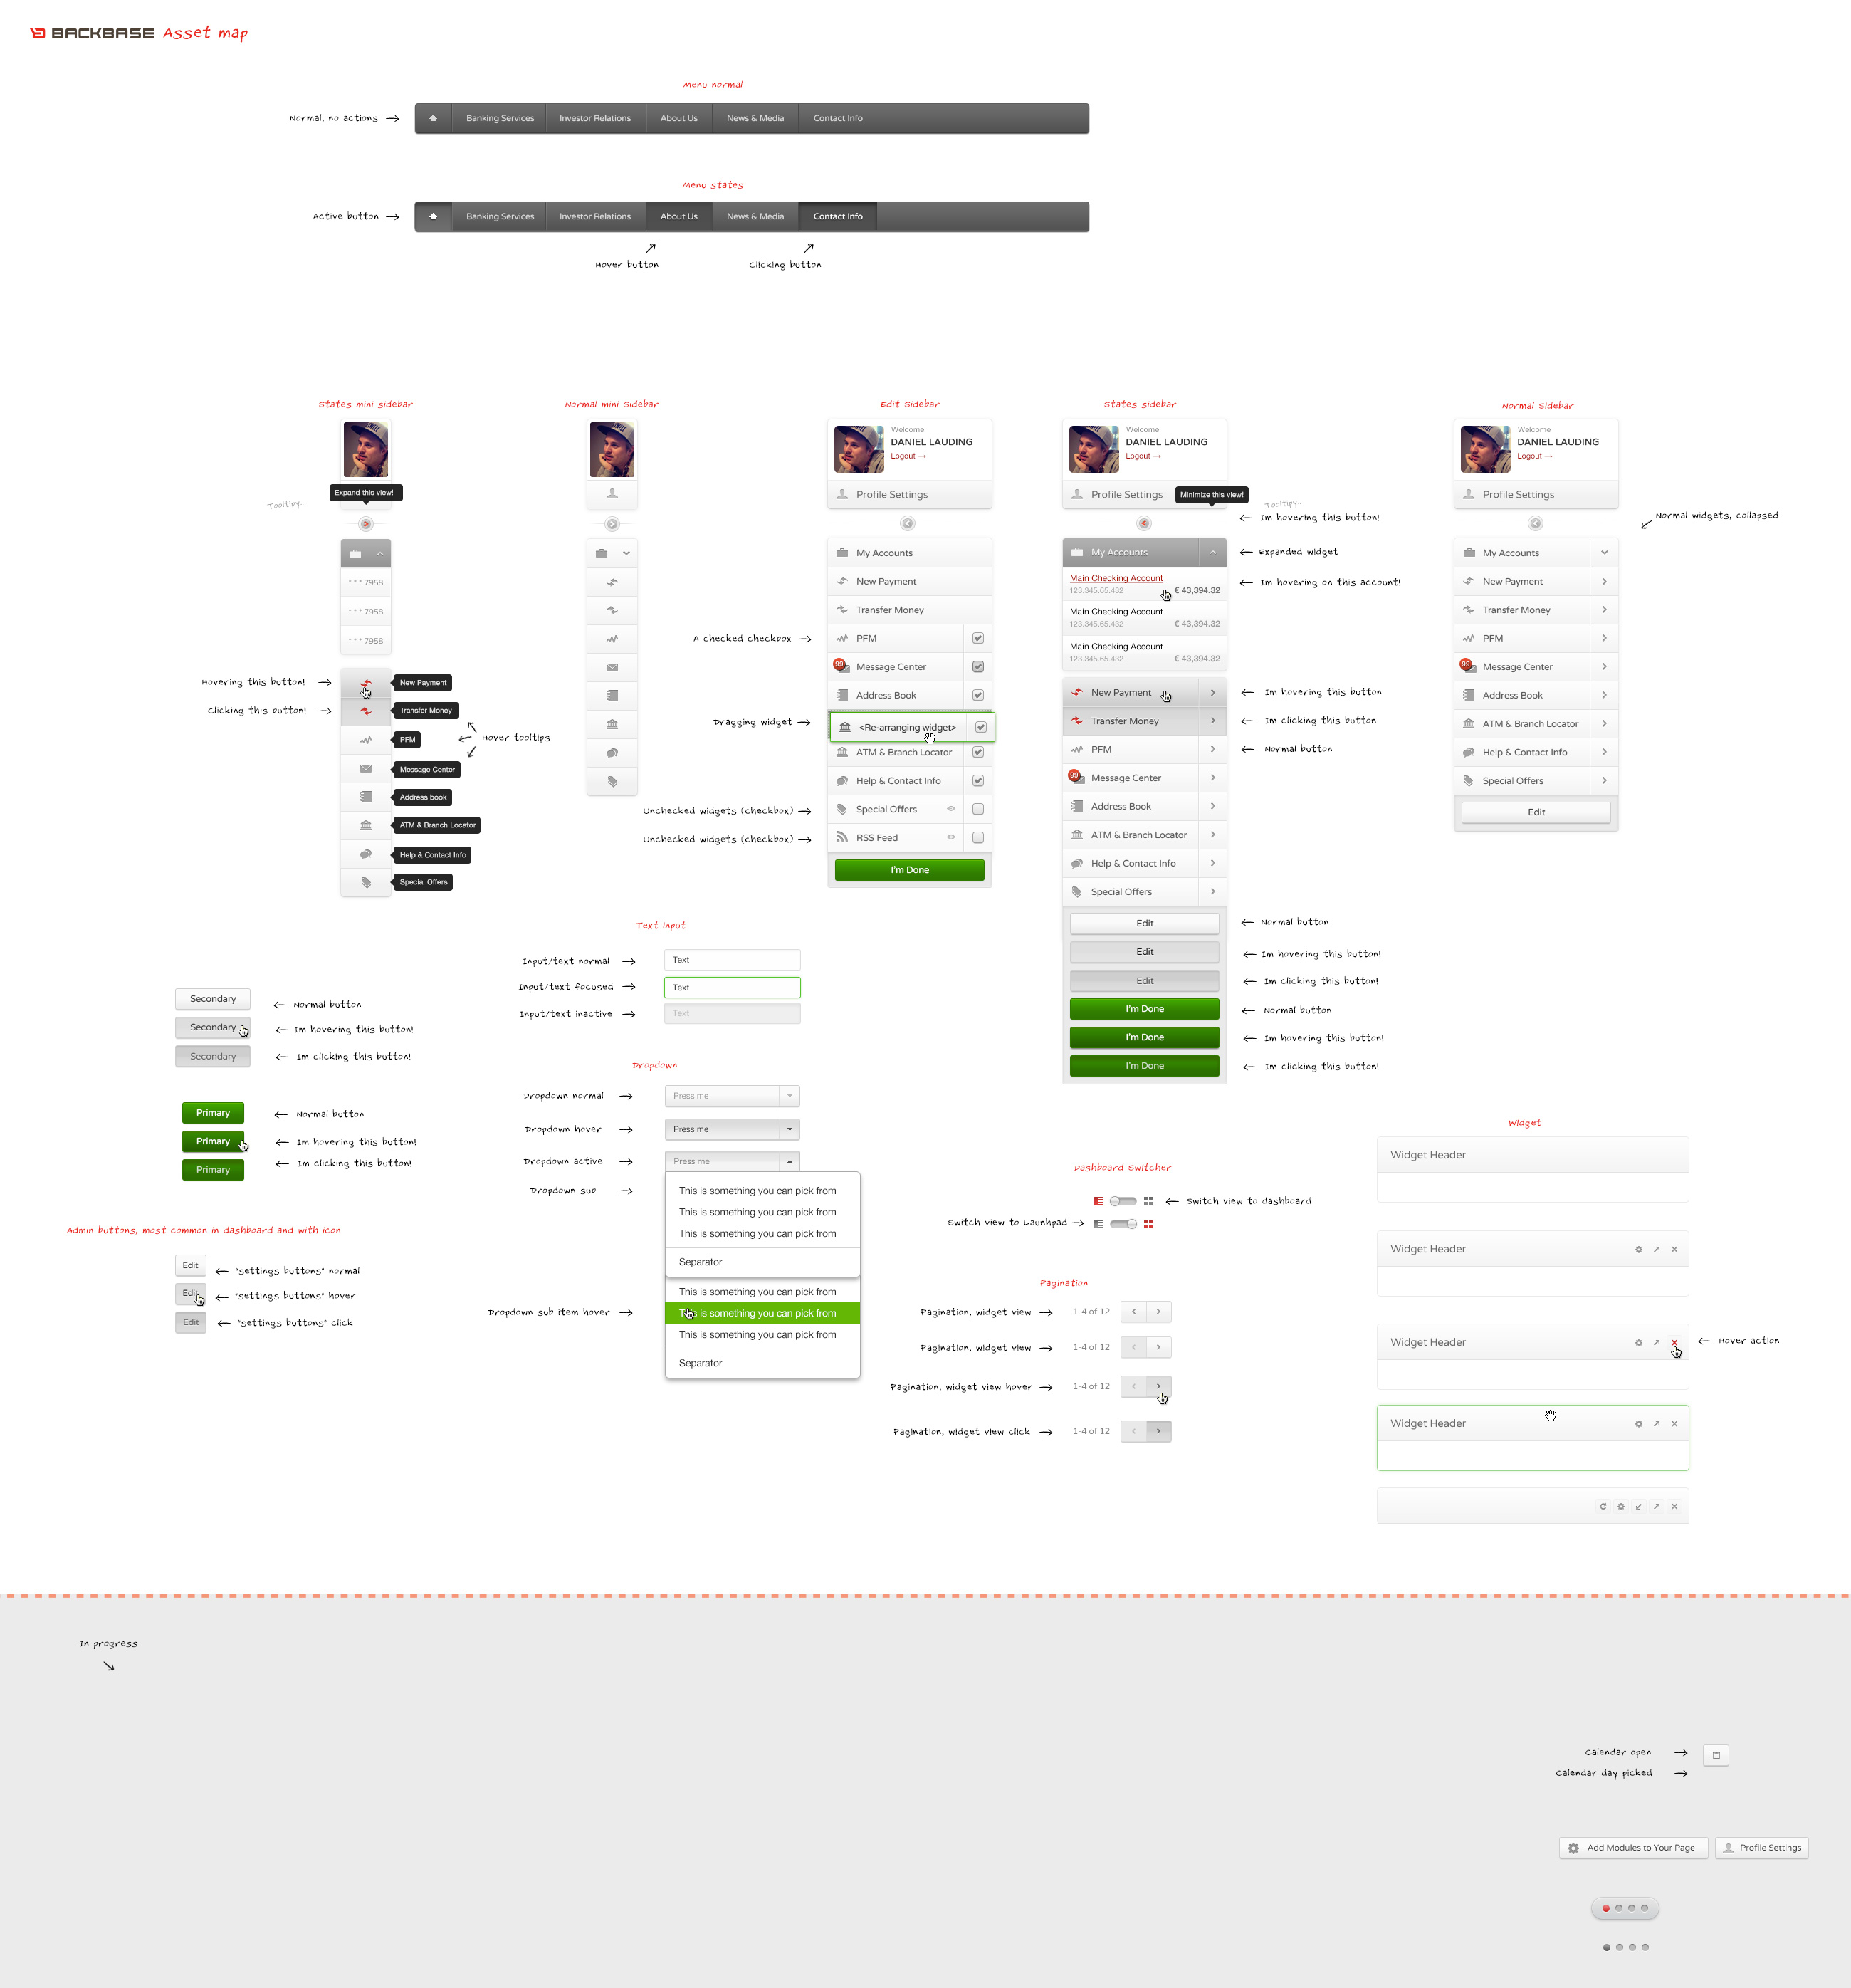 BACKBASE Asset map
Menu normal
Normal, no actions
Banking Services
Investor Relations
About Us
News & Media
Contact Info
Menu states
Active button
Banking Services
Investor Relations
About Us
News & Media
Contact Info
Hover button
Clicking button
States mini sidebar
Tooltipy-
Expand this view!
*** 7958
*** 7958
*** 7958
Hovering this button!
Clicking this button!
New Payment
Transfer Money
PFM
Message Center
Address book
ATM & Branch Locator
Help & Contact Info
Special Offers
Hover tooltips
Normal mini Sidebar
Edit Sidebar
Welcome
DANIEL LAUDING
Logout →
Profile Settings
My Accounts
New Payment
Transfer Money
A checked checkbox
PFM
99
Message Center
Address Book
Dragging widget
<Re-arranging widget>
ATM & Branch Locator
Help & Contact Info
Unchecked widgets (checkbox)
Special Offers
Unchecked widgets (checkbox)
RSS Feed
I'm Done
States sidebar
Welcome
DANIEL LAUDING
Logout →
Profile Settings
Minimize this view!
Tooltipy-
Im hovering this button!
My Accounts
Expanded widget
Main Checking Account
123.345.65.432
€ 43,394.32
Im hovering on this account!
Main Checking Account
123.345.65.432
€ 43,394.32
Main Checking Account
123.345.65.432
€ 43,394.32
New Payment
Im hovering this button
Transfer Money
Im clicking this button
PFM
Normal button
99
Message Center
Address Book
ATM & Branch Locator
Help & Contact Info
Special Offers
Edit
Normal button
Edit
Im hovering this button!
Edit
Im clicking this button!
I'm Done
Normal button
I'm Done
Im hovering this button!
I'm Done
Im clicking this button!
Normal Sidebar
Welcome
DANIEL LAUDING
Logout →
Profile Settings
Normal widgets, collapsed
My Accounts
New Payment
Transfer Money
PFM
99
Message Center
Address Book
ATM & Branch Locator
Help & Contact Info
Special Offers
Edit
Secondary
Normal button
Secondary
Im hovering this button!
Secondary
Im clicking this button!
Primary
Normal button
Primary
Im hovering this button!
Primary
Im clicking this button!
Admin buttons, most common in dashboard and with icon
Edit
"settings buttons" normal
Edit
"settings buttons" hover
Edit
"settings buttons" click
Text input
Input/text normal
Text
Input/text focused
Text
Input/text inactive
Text
Dropdown
Dropdown normal
Press me
Dropdown hover
Press me
Dropdown active
Press me
Dropdown sub
This is something you can pick from
This is something you can pick from
This is something you can pick from
Separator
This is something you can pick from
Dropdown sub item hover
This is something you can pick from
This is something you can pick from
Separator
Dashboard Switcher
Switch view to dashboard
Switch view to Launhpad
Pagination
Pagination, widget view
1-4 of 12
Pagination, widget view
1-4 of 12
Pagination, widget view hover
1-4 of 12
Pagination, widget view click
1-4 of 12
Widget
Widget Header
Widget Header
Widget Header
Hover action
Widget Header
In progress
Calendar open
Calendar day picked
Add Modules to Your Page
Profile Settings